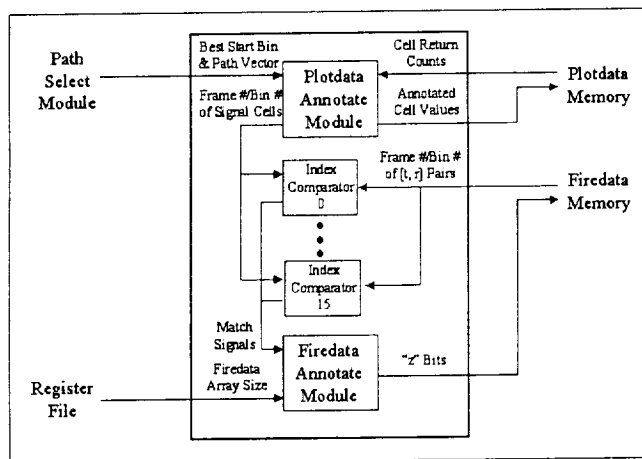 Path
Select
Module
Best Start Bin
& Path Vector
Frame #/Bin #
of Signal Cells
Plotdata
Annotate
Module
Cell Return
Counts
Annotated
Cell Values
Plotdata
Memory
Index
Comparator
0
Frame #/Bin #
of [t, r] Pairs
Firedata
Memory
Index
Comparator
15
Match
Signals
Firedata
Array Size
Firedata
Annotate
Module
"z" Bits
Register
File